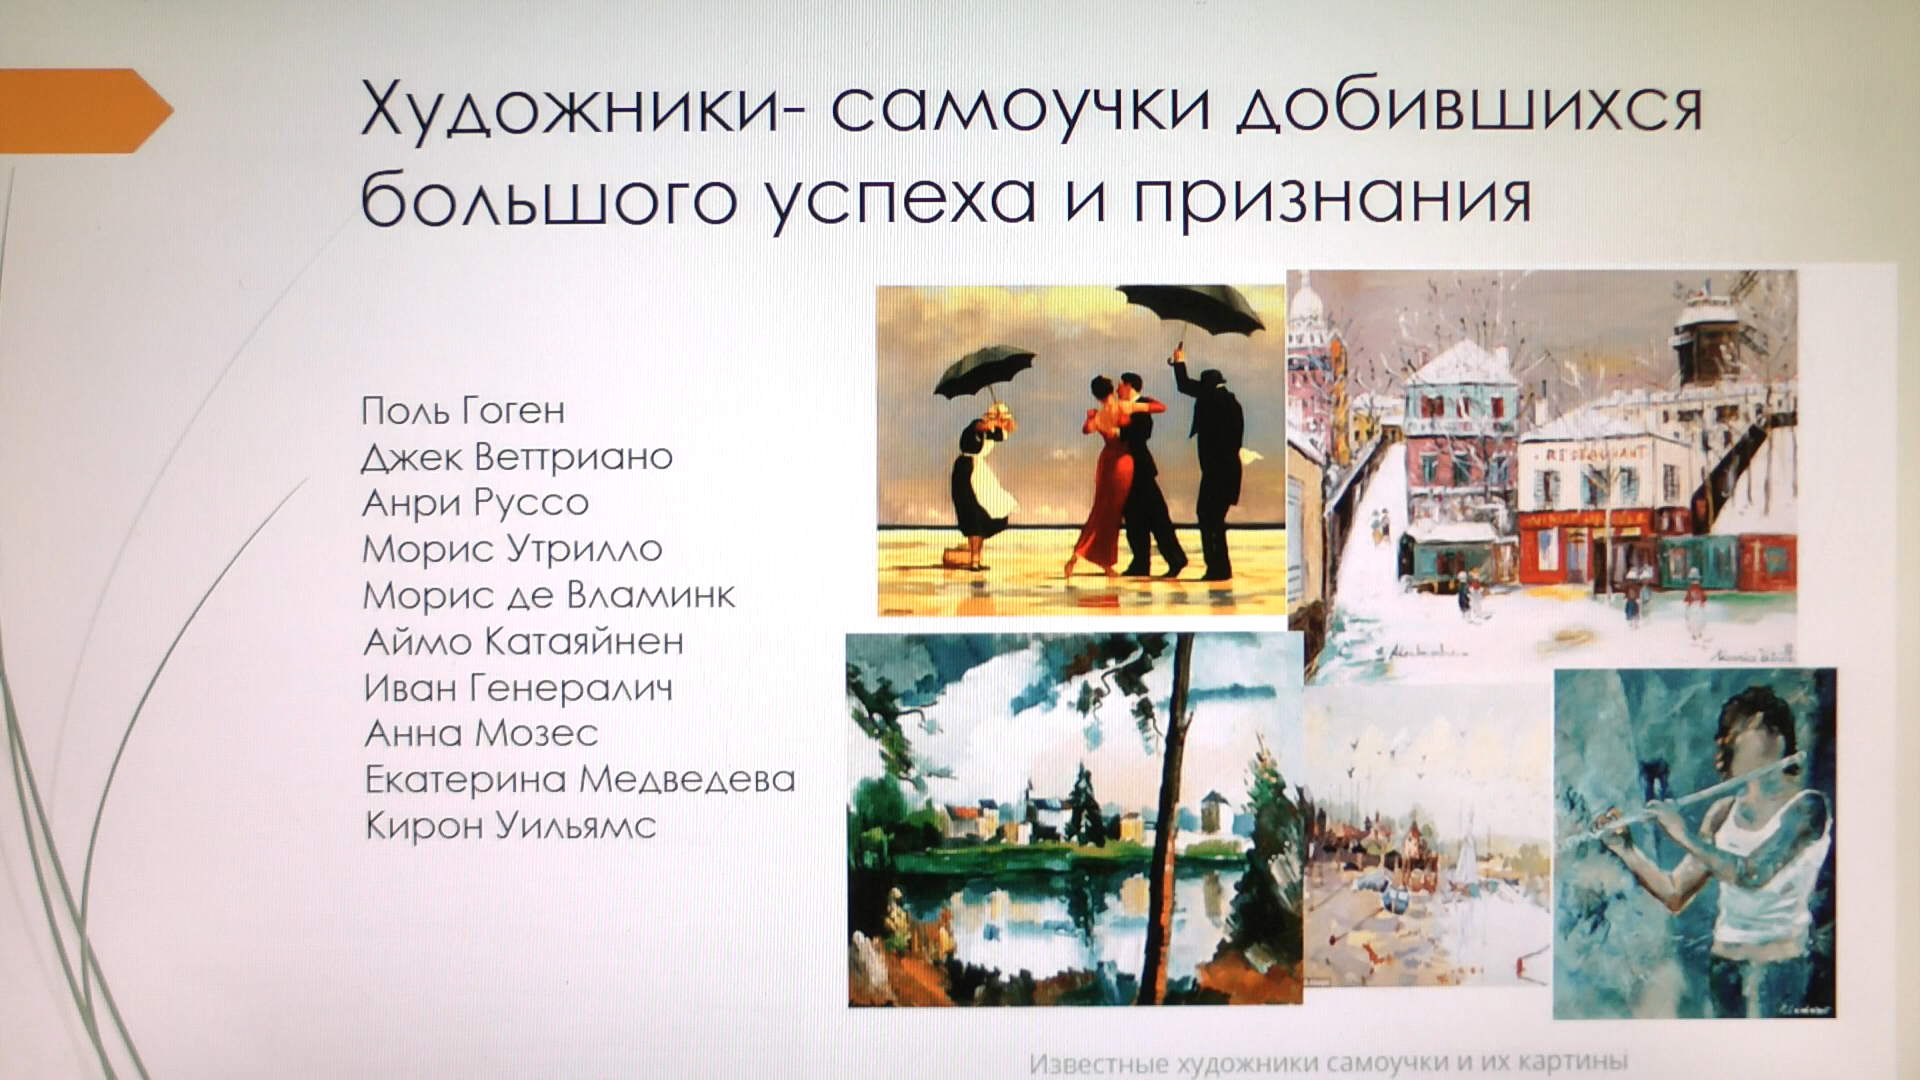 Художники- самоучки добившихся
большого успеха и признания
Поль Гоген
Джек Веттриано
Анри Руссо
Морис Утрилло
Морис де Вламинк
Аймо Катаяйнен
Иван Генералич
Анна Мозес
Екатерина Медведева
Кирон Уильямс
RESTAURANT
Известные художники самоучки и их картины